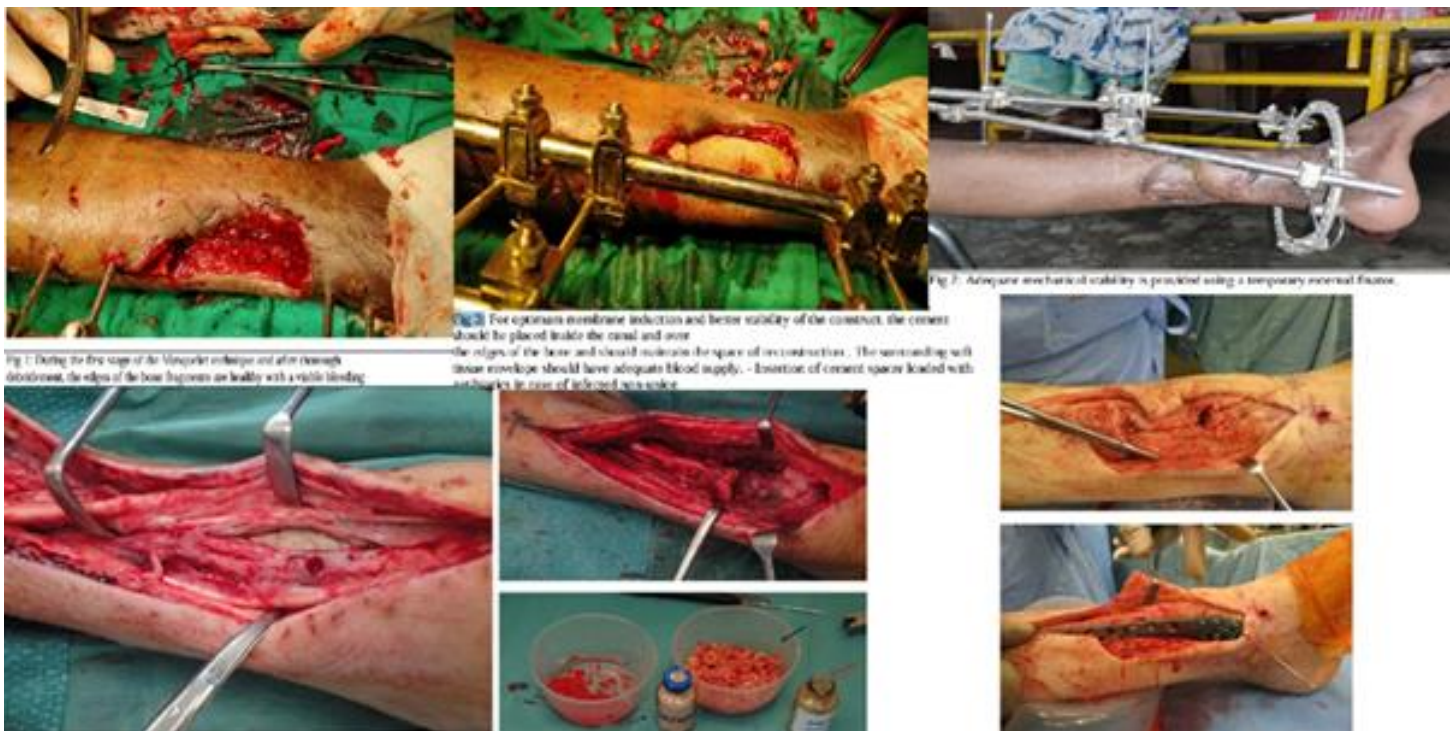 Fig 1: During the first stage of the Masquelet technique and after thorough
debridement, the edges of the bone fragments are healthy with a visible bleeding
Fig 3: For optimum membrane induction and better stability of the construct, the cement
should be placed inside the canal and over
the edges of the bone and should maintain the space of reconstruction . The surrounding soft
tissue envelope should have adequate blood supply. - Insertion of cement spacer loaded with
antibiotics in case of infected non-union
Fig 2: Adequate mechanical stability is provided using a temporary external fixator.